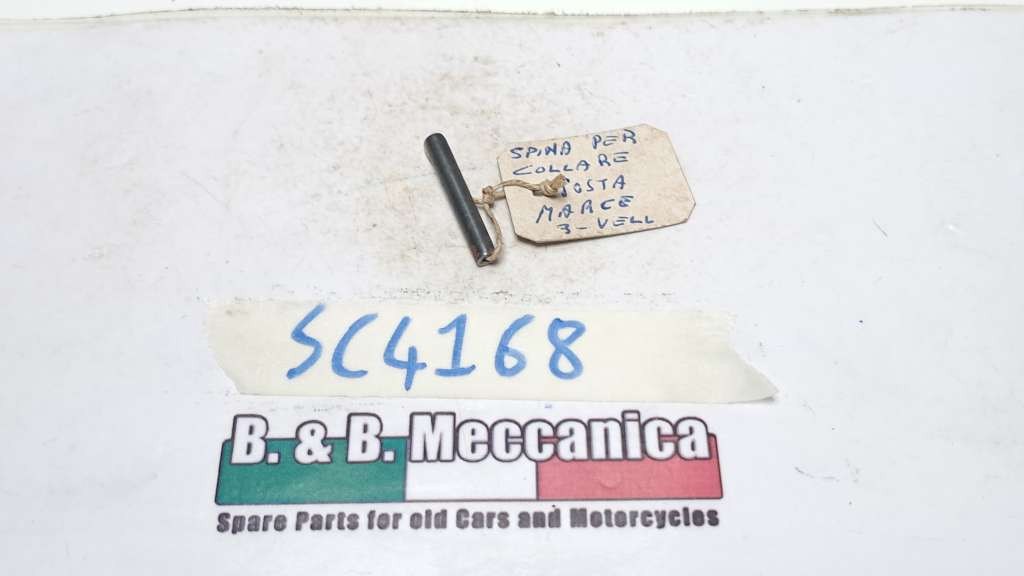 SPINA PER
COLLARE
POSTA
MARCE
3-VELL
SC4168
B. & B. Meccanica
Spare Parts for old Cars and Motorcycles